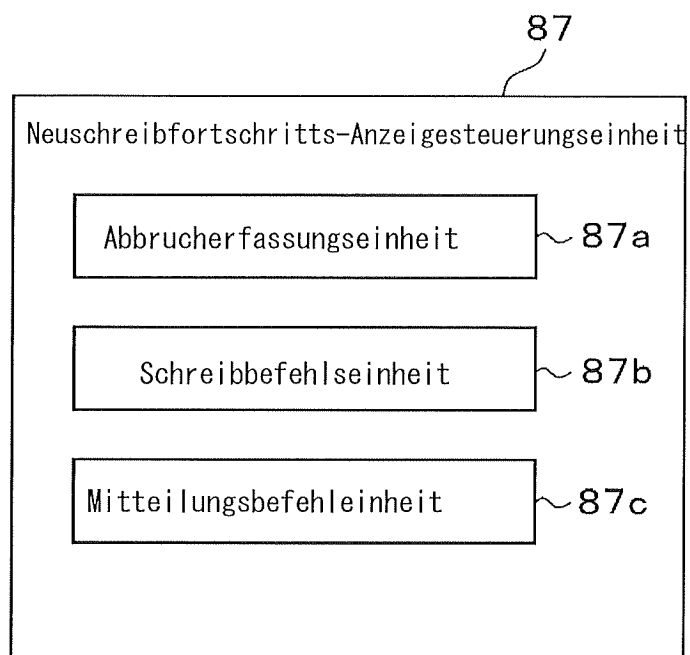 87
Neuschreibfortschritts-Anzeigesteuerungseinheit
Abbrucherfassungseinheit 87a
Schreibbefehlseinheit 87b
Mitteilungsbefehleinheit 87c